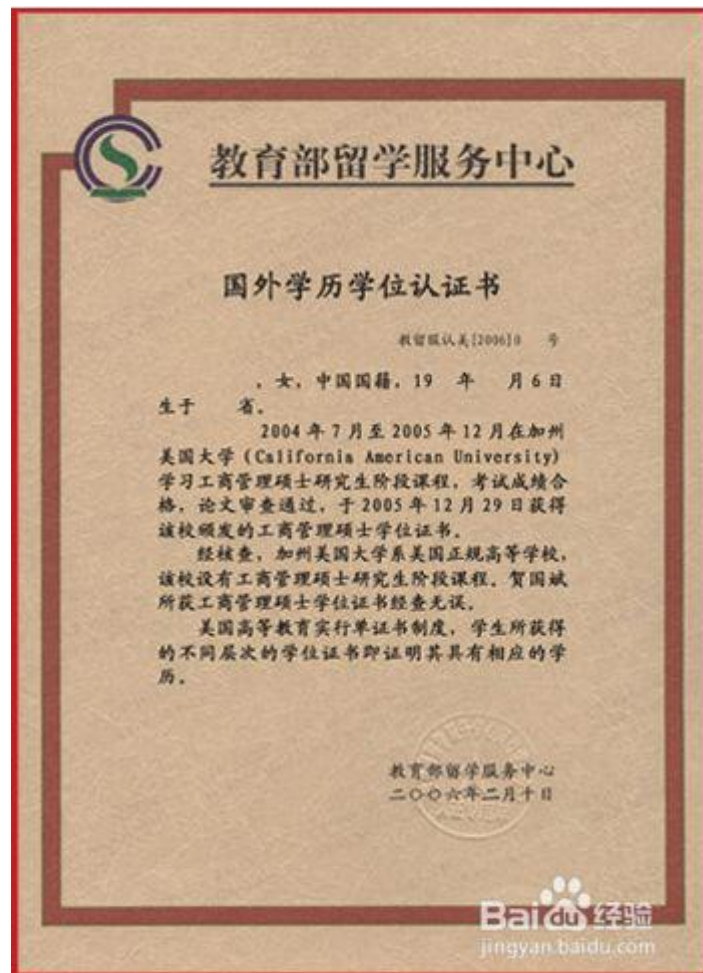 教育部留学服务中心
国外学历学位认证书
教留服认美[2006]0 号
，女，中国国籍，19 年 月6日
生于 省。
2004年7月至2005年12月在加州
美国大学(California American University)
学习工商管理硕士研究生阶段课程，考试成绩合
格，论文审查通过，于2005年12月29日获得
该校颁发的工商管理硕士学位证书。
经核查，加州美国大学系美国正规高等学校，
该校设有工商管理硕士研究生阶段课程。贺国斌
所获工商管理硕士学位证书经查无误。
美国高等教育实行单证书制度，学生所获得
的不同层次的学位证书即证明其具有相应的学
历。
教育部留学服务中心
二〇〇六年二月十日
Baidu 经验
jingyan.baidu.com